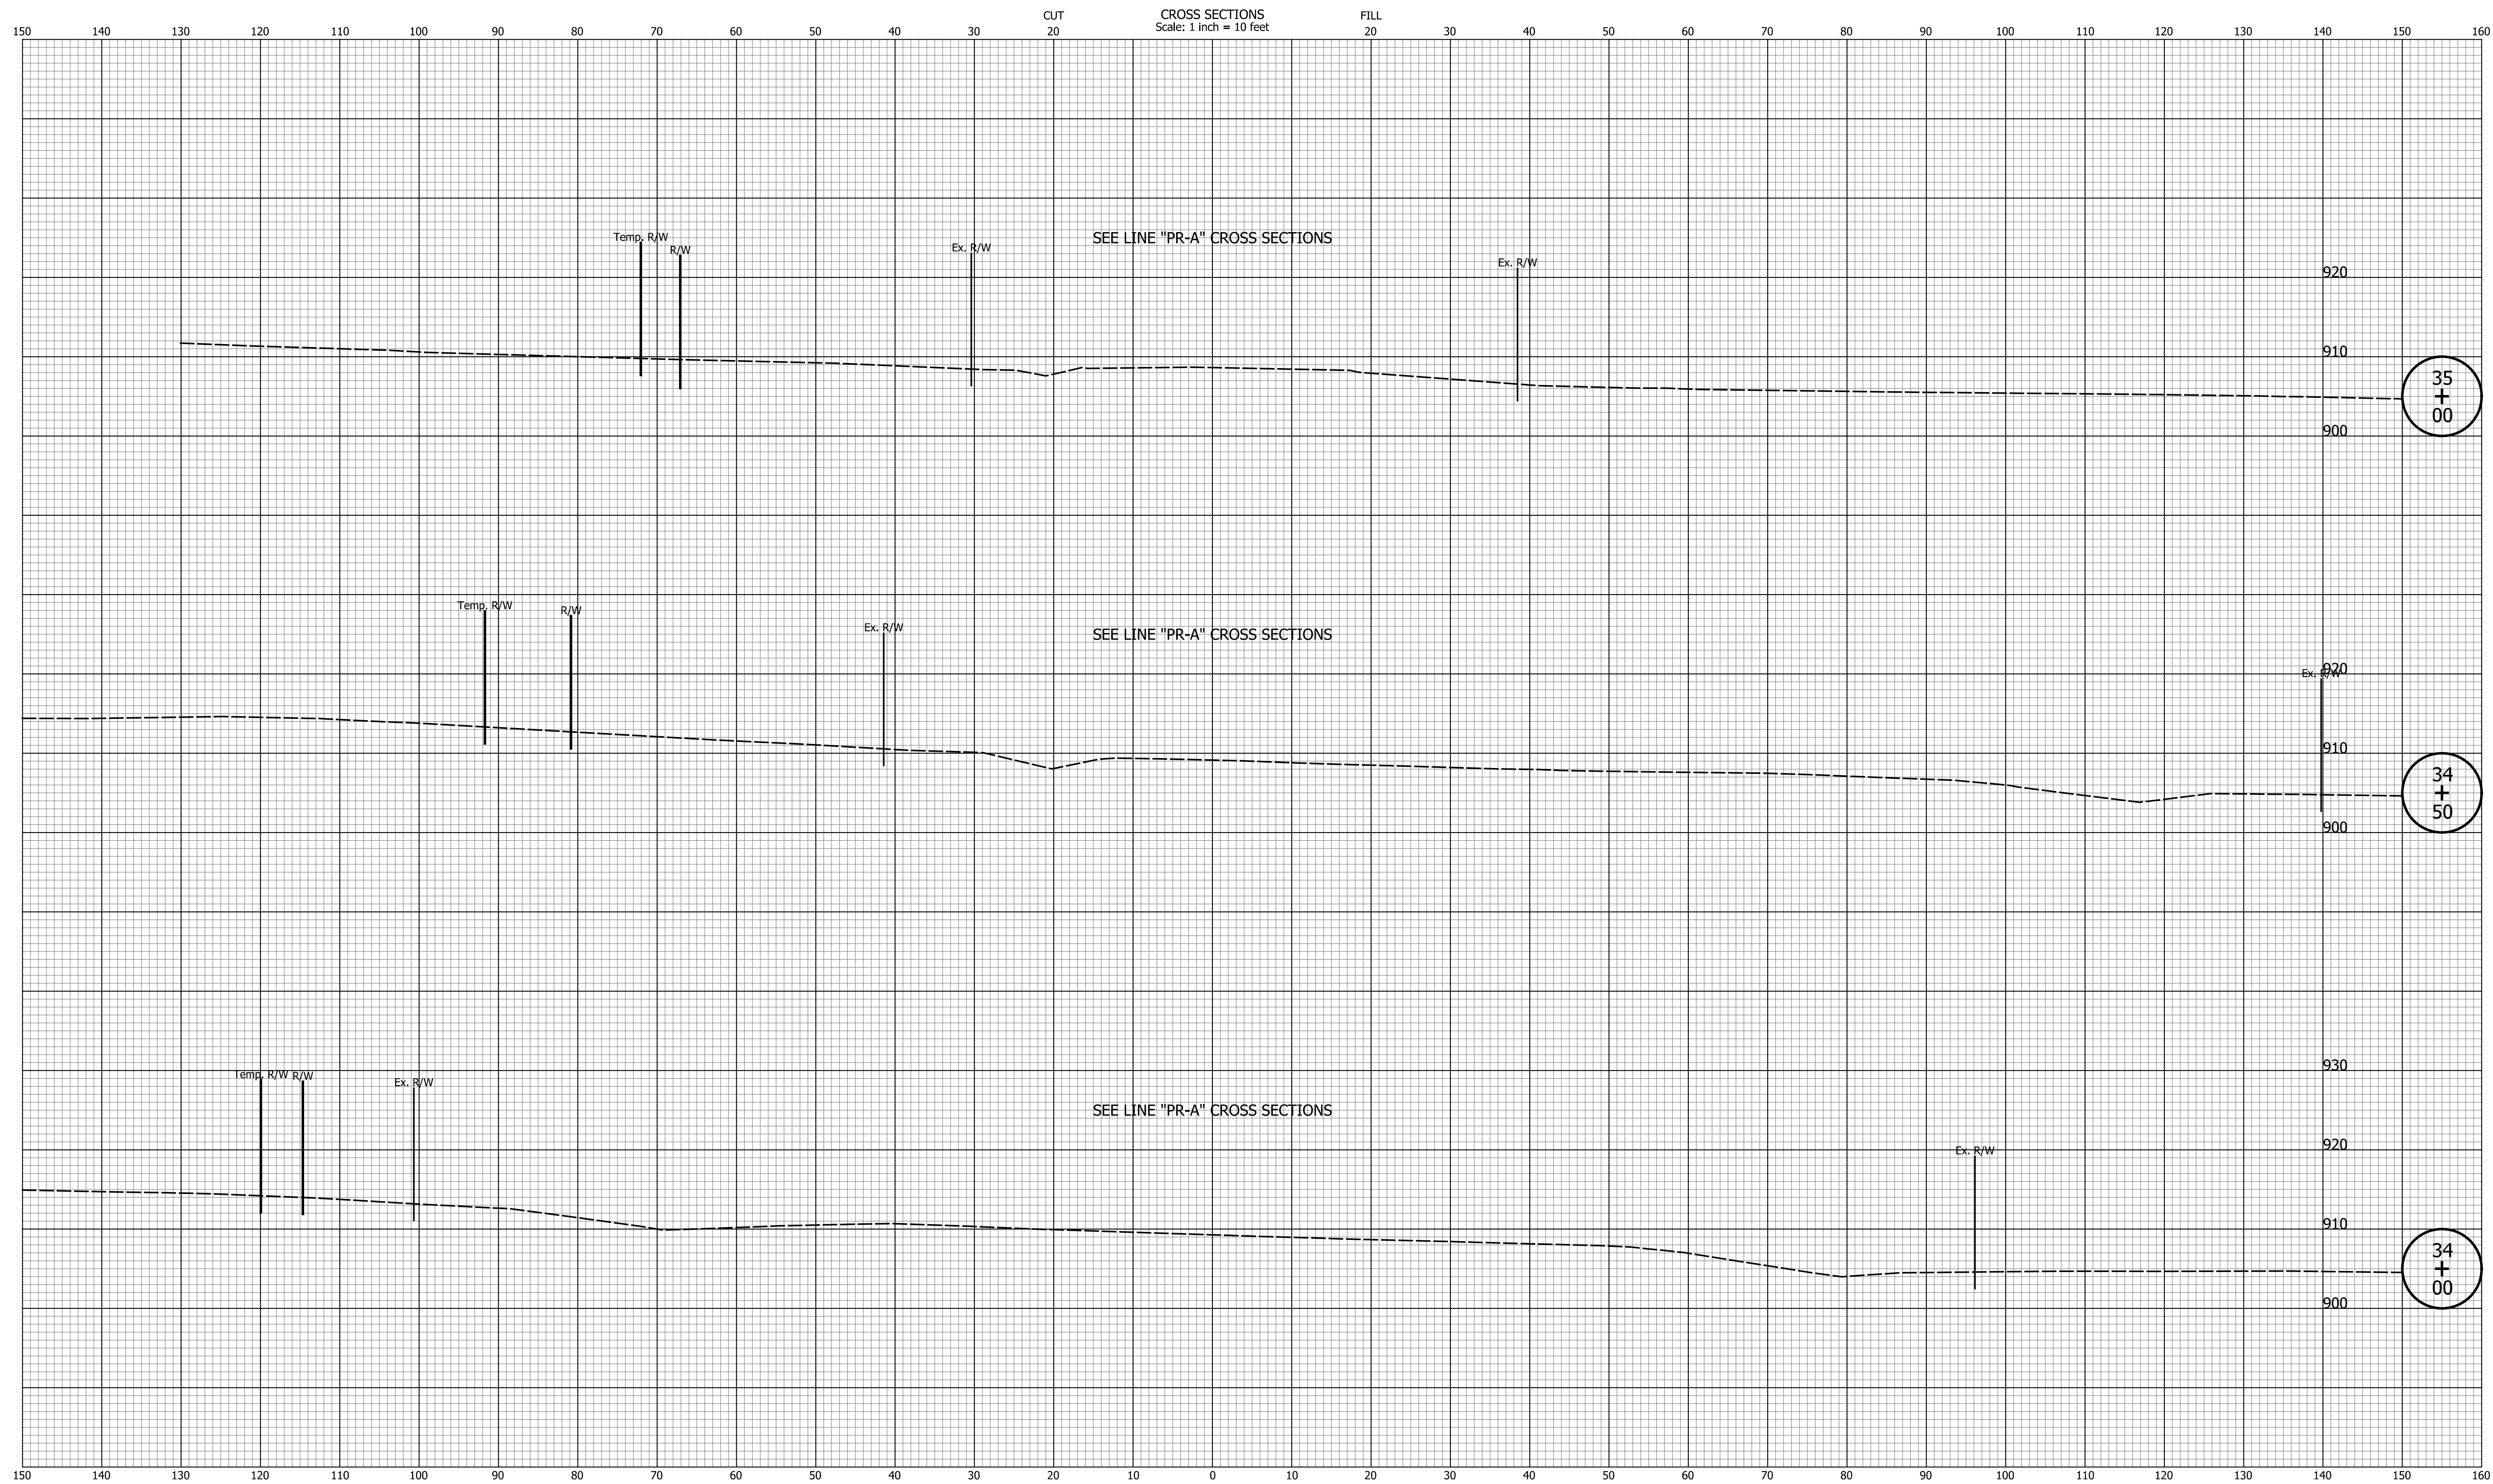 CUT CROSS SECTIONS FILL
Scale: 1 inch = 10 feet
150 140 130 120 110 100 90 80 70 60 50 40 30 20 20 30 40 50 60 70 80 90 100 110 120 130 140 150 160
Temp. R/W
R/W
Ex. R/W
SEE LINE "PR-A" CROSS SECTIONS
Ex. R/W
920
910
900
35
+
00
Temp. R/W
R/W
Ex. R/W
SEE LINE "PR-A" CROSS SECTIONS
Ex. R/W
920
910
900
34
+
50
930
Temp. R/W
R/W
Ex. R/W
SEE LINE "PR-A" CROSS SECTIONS
Ex. R/W
920
910
900
34
+
00
150 140 130 120 110 100 90 80 70 60 50 40 30 20 10 0 10 20 30 40 50 60 70 80 90 100 110 120 130 140 150 160